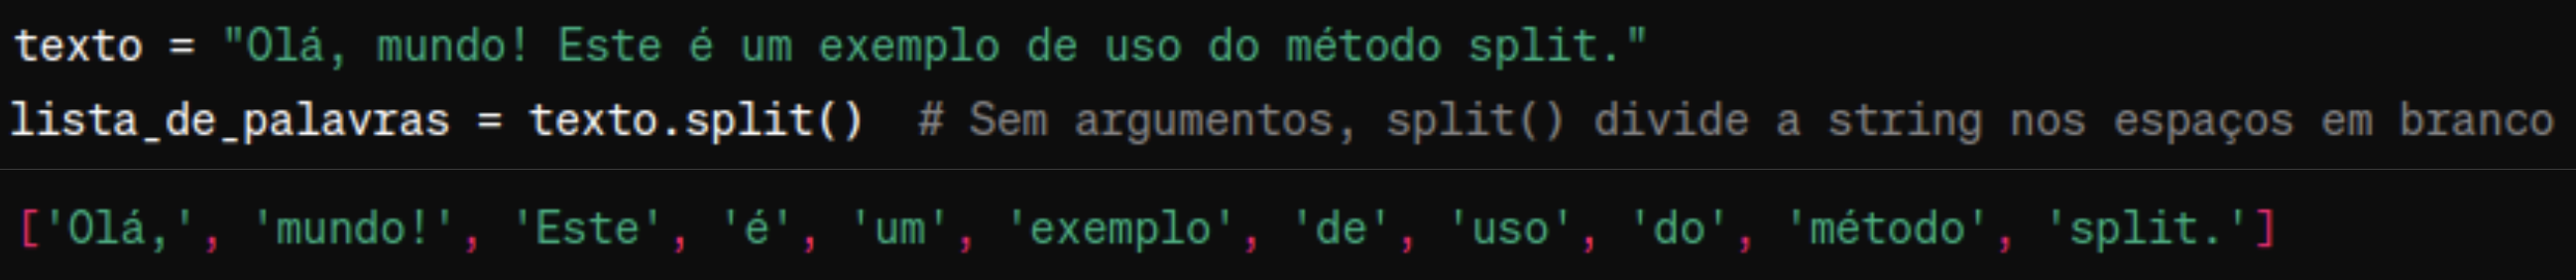 texto = "Olá, mundo! Este é um exemplo de uso do método split."
lista_de_palavras = texto.split()  # Sem argumentos, split() divide a string nos espaços em branco
['Olá,', 'mundo!', 'Este', 'é', 'um', 'exemplo', 'de', 'uso', 'do', 'método', 'split.']